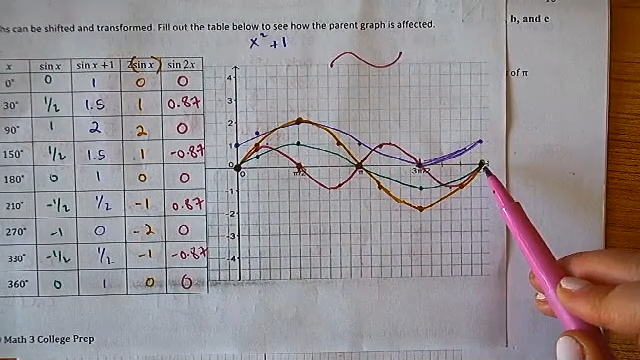 hs can be shifted and transformed. Fill out the table below to see how the parent graph is affected.
b, and c
x² + 1
of π
x sin x sin x + 1 2 sin x sin 2x
0° 0 1 0 0
30° 1/2 1.5 1 0.87
90° 1 2 2 0
150° 1/2 1.5 1 -0.87
180° 0 1 0 0
210° -1/2 1/2 -1 0.87
270° -1 0 -2 0
330° -1/2 1/2 -1 -0.87
360° 0 1 0 0
4
3
2
1
0 0 π/2 π 3π/2
-1
-2
-3
-4
Math 3 College Prep